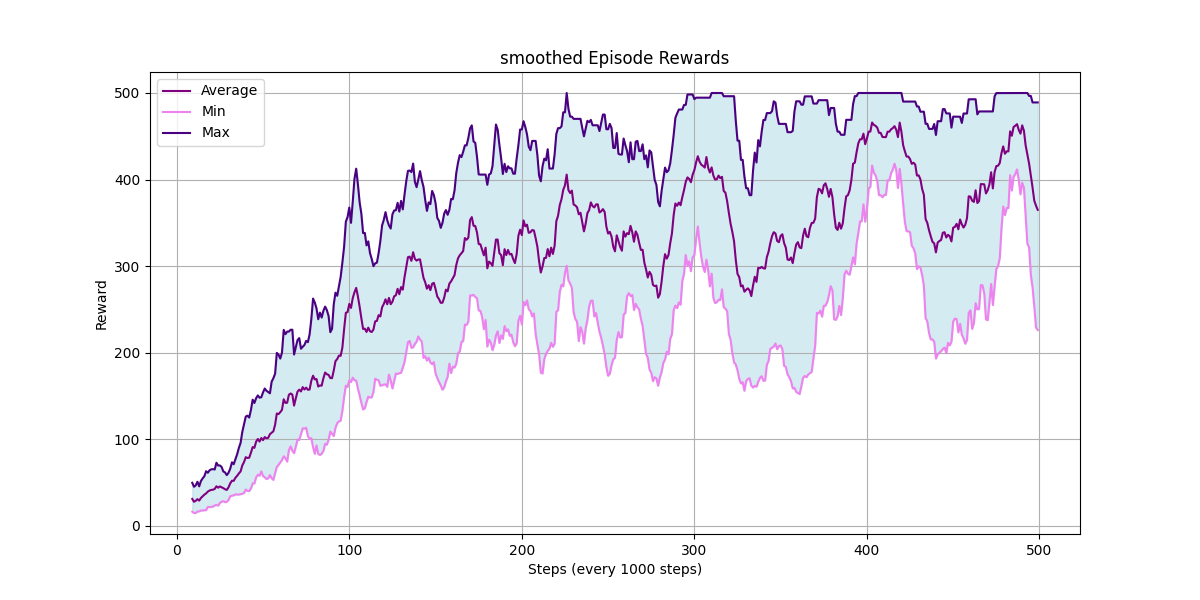 smoothed Episode Rewards
Average
Min
Max
500
400
300
200
100
0
Reward
0 100 200 300 400 500
Steps (every 1000 steps)